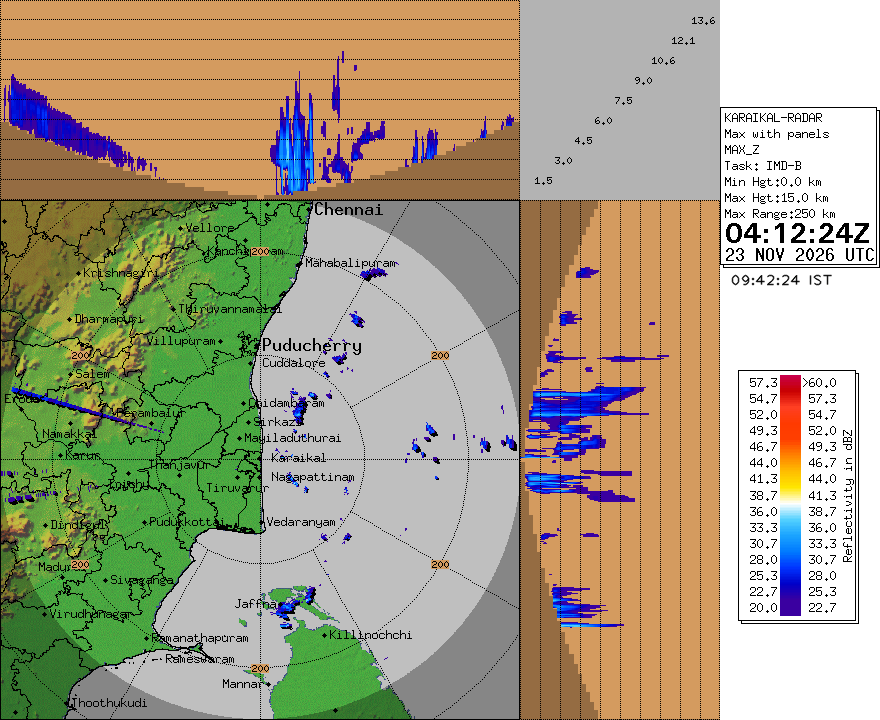 13.6
12.1
10.6
9.0
7.5
6.0
4.5
3.0
1.5
KARAIKAL-RADAR
Max with panels
MAX_Z
Task: IMD-B
Min Hgt:0.0 km
Max Hgt:15.0 km
Max Range:250 km
04:12:24Z
23 NOV 2026 UTC
09:42:24 IST
Chennai
Vellore
200
Mahabalipuram
Krishnagiri
Thiruvannamalai
Dharmapuri
Villupuram
Puducherry
200
200
Cuddalore
Salem
Chidambaram
Perambalur
Sirkazi
Namakkal
Mayiladuthurai
Karur
Karaikal
Thanjavur
Nagapattinam
Tiruvarur
Pudukkottai
Vedaranyam
Dindigul
200
200
Sivaganga
Jaffna
Virudhunagar
Killinochchi
Ramanathapuram
Rameswaram
200
Mannar
Thoothukudi
57.3 >60.0
54.7 57.3
52.0 54.7
49.3 52.0
46.7 49.3
44.0 46.7
41.3 44.0
38.7 41.3
36.0 38.7
33.3 36.0
30.7 33.3
28.0 30.7
25.3 28.0
22.7 25.3
20.0 22.7
Reflectivity in dBZ